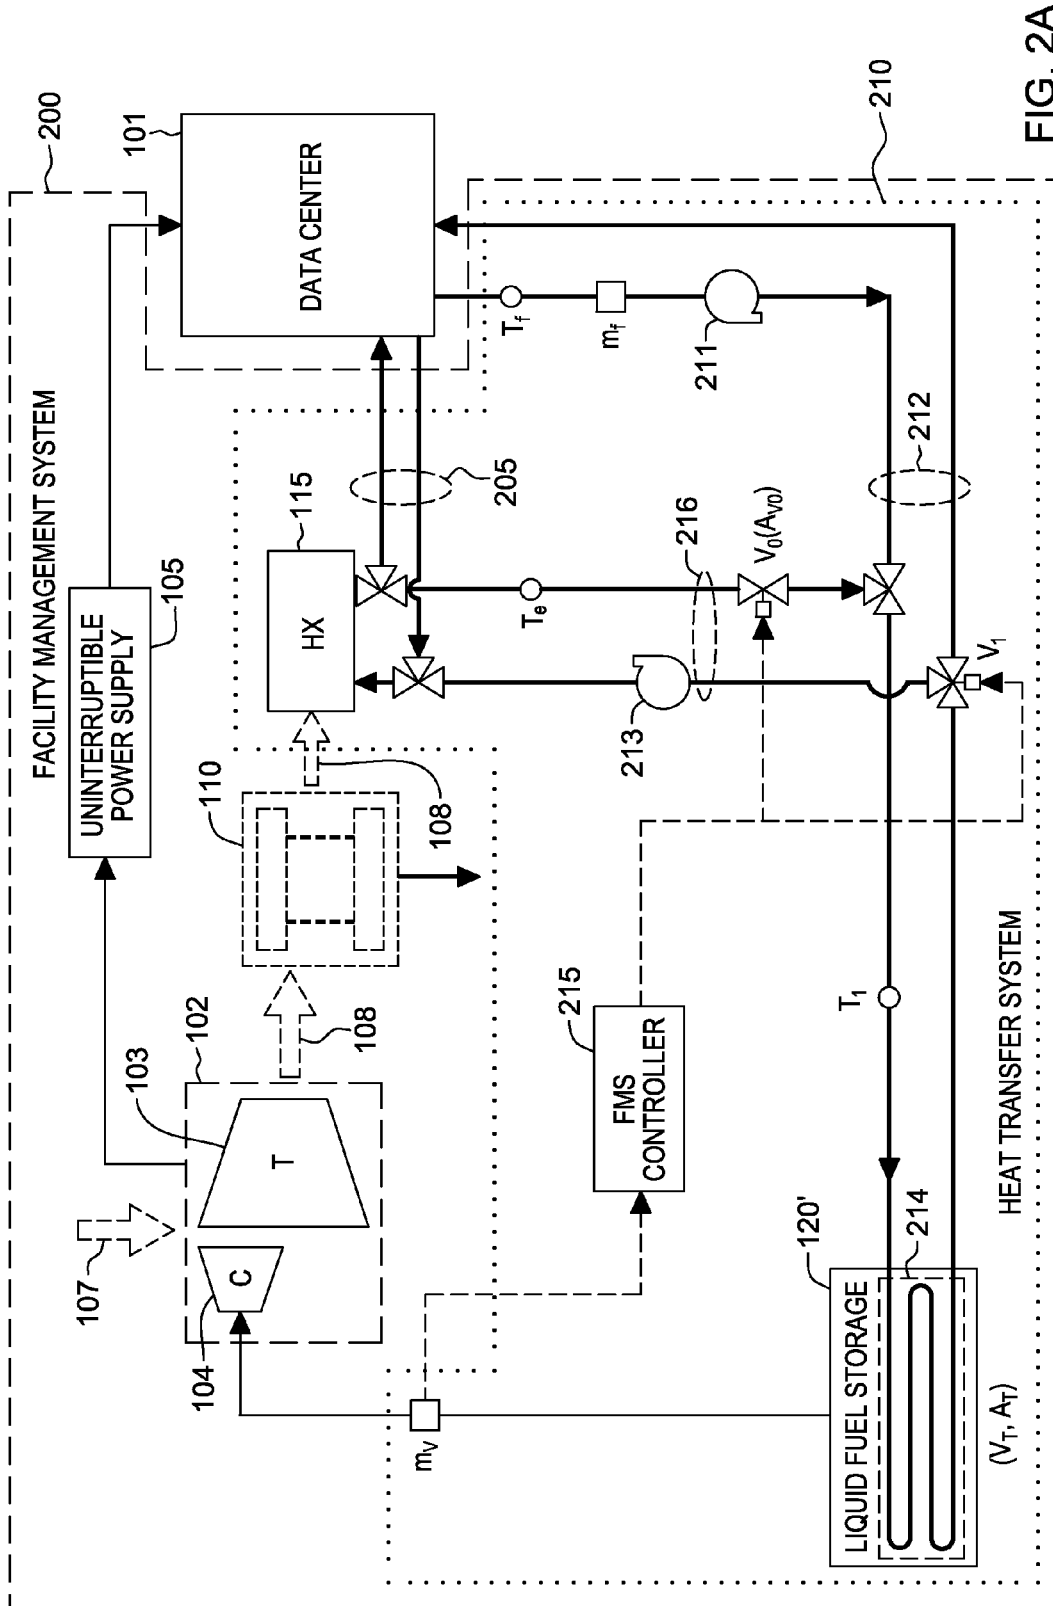 FACILITY MANAGEMENT SYSTEM
200
UNINTERRUPTIBLE
POWER SUPPLY
105
101
DATA CENTER
107
103
102
T
C
104
108
110
108
115
HX
205
T_f
m_f
211
T_e
216
V_0(A_V0)
212
213
V_1
210
m_V
215
FMS
CONTROLLER
T_1
HEAT TRANSFER SYSTEM
120'
LIQUID FUEL STORAGE
214
(V_T, A_T)
FIG. 2A